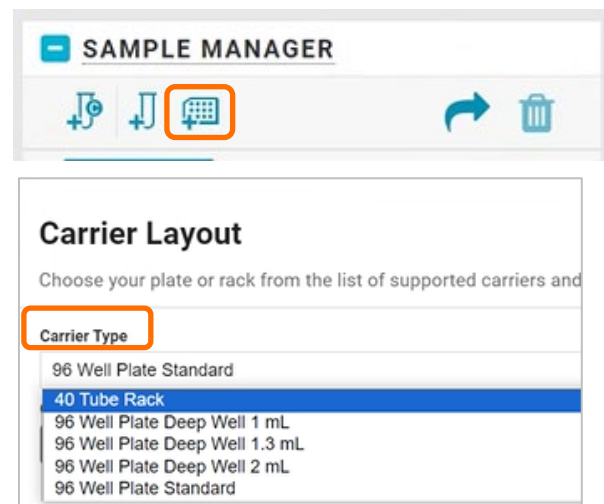 SAMPLE MANAGER
C
Carrier Layout
Choose your plate or rack from the list of supported carriers and
Carrier Type
96 Well Plate Standard
40 Tube Rack
96 Well Plate Deep Well 1 mL
96 Well Plate Deep Well 1.3 mL
96 Well Plate Deep Well 2 mL
96 Well Plate Standard